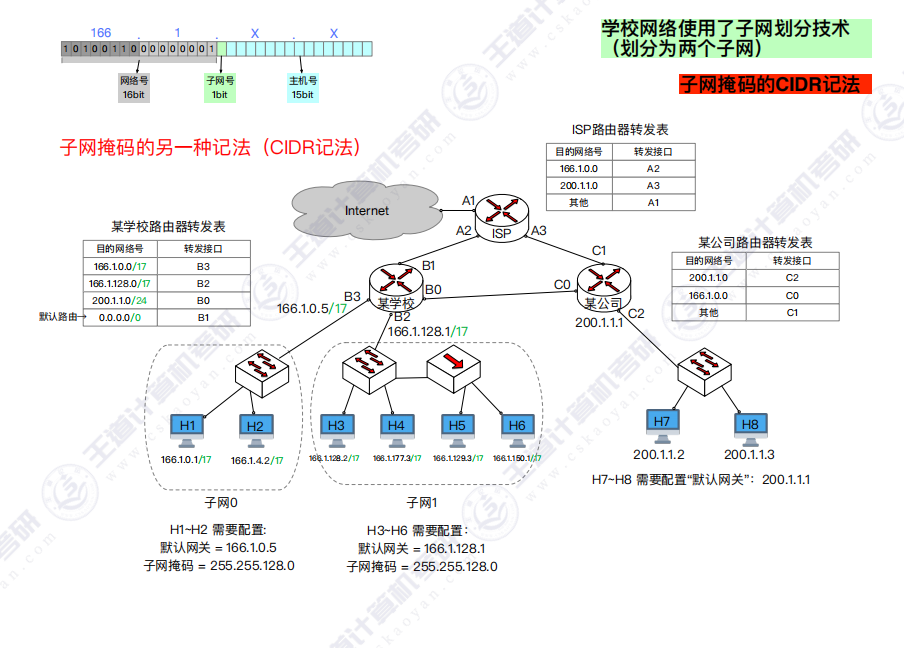 166 . 1 . X . X
1 0 1 0 0 1 1 0 0 0 0 0 0 0 0 1
网络号
16bit
子网号
1bit
主机号
15bit
学校网络使用了子网划分技术
（划分为两个子网）
子网掩码的CIDR记法
子网掩码的另一种记法（CIDR记法）
ISP路由器转发表
目的网络号 转发接口
166.1.0.0 A2
200.1.1.0 A3
其他 A1
Internet
A1
ISP
A2
A3
某学校路由器转发表
目的网络号 转发接口
166.1.0.0/17 B3
166.1.128.0/17 B2
200.1.1.0/24 B0
默认路由→ 0.0.0.0/0 B1
某公司路由器转发表
目的网络号 转发接口
200.1.1.0 C2
166.1.0.0 C0
其他 C1
B1
B0
B3
某学校
B2
C1
C0
某公司
C2
200.1.1.1
166.1.0.5/17
166.1.128.1/17
H1
H2
H3
H4
H5
H6
H7
H8
166.1.0.1/17
166.1.4.2/17
166.1.128.2/17
166.1.177.3/17
166.1.129.3/17
166.1.150.1/17
200.1.1.2
200.1.1.3
H7~H8 需要配置“默认网关”：200.1.1.1
子网0
子网1
H1~H2 需要配置:
默认网关 = 166.1.0.5
子网掩码 = 255.255.128.0
H3~H6 需要配置：
默认网关 = 166.1.128.1
子网掩码 = 255.255.128.0
王道计算机考研
www.cskaoyan.com